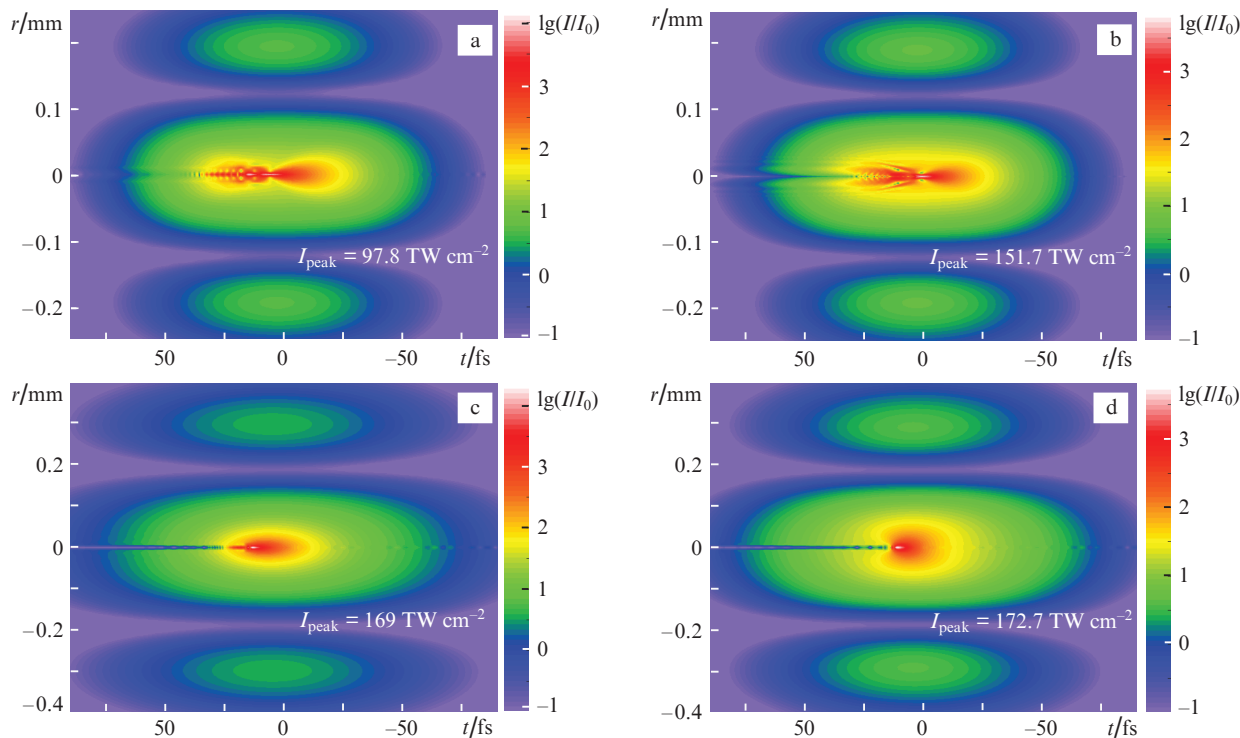 r/mm
a
lg(I/I₀)
0.1
0
−0.1
−0.2
I_peak = 97.8 TW cm⁻²
50
0
−50
t/fs
3
2
1
0
−1
r/mm
b
lg(I/I₀)
0.1
0
−0.1
−0.2
I_peak = 151.7 TW cm⁻²
50
0
−50
t/fs
3
2
1
0
−1
r/mm
c
lg(I/I₀)
0.2
0
−0.2
−0.4
I_peak = 169 TW cm⁻²
50
0
−50
t/fs
3
2
1
0
−1
r/mm
d
lg(I/I₀)
0.2
0
−0.2
−0.4
I_peak = 172.7 TW cm⁻²
50
0
−50
t/fs
3
2
1
0
−1